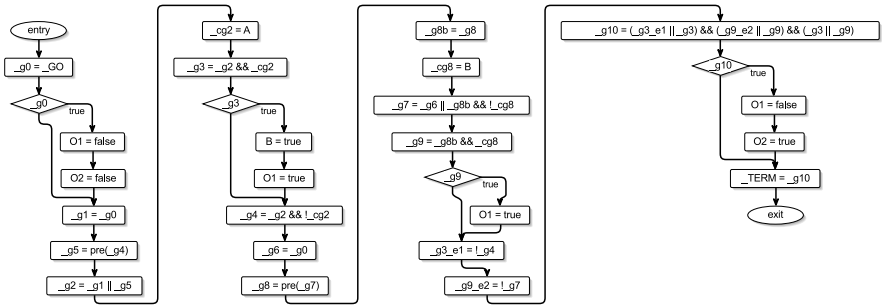 entry
_g0 = _GO
_g0
true
O1 = false
O2 = false
_g1 = _g0
_g5 = pre(_g4)
_g2 = _g1 || _g5
_cg2 = A
_g3 = _g2 && _cg2
_g3
true
B = true
O1 = true
_g4 = _g2 && !_cg2
_g6 = _g0
_g8 = pre(_g7)
_g8b = _g8
_cg8 = B
_g7 = _g6 || _g8b && !_cg8
_g9 = _g8b && _cg8
_g9
true
O1 = true
_g3_e1 = !_g4
_g9_e2 = !_g7
_g10 = (_g3_e1 || _g3) && (_g9_e2 || _g9) && (_g3 || _g9)
_g10
true
O1 = false
O2 = true
_TERM = _g10
exit